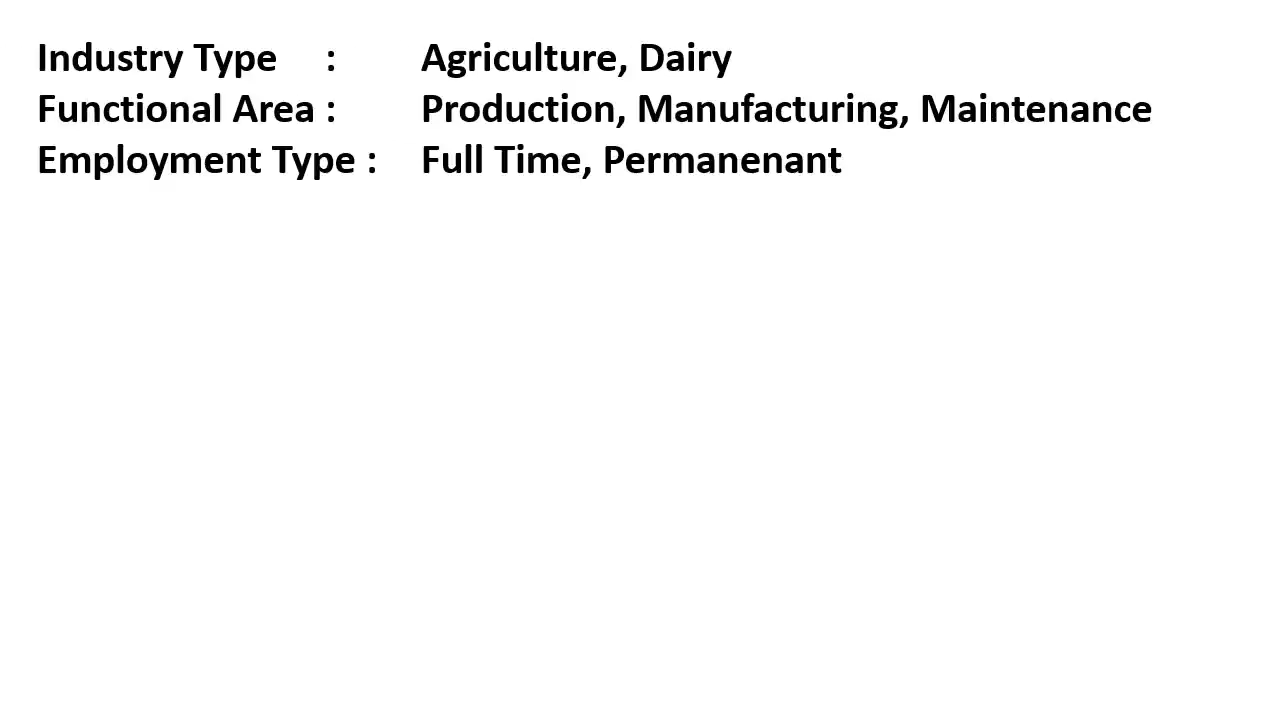 Industry Type : Agriculture, Dairy
Functional Area : Production, Manufacturing, Maintenance
Employment Type : Full Time, Permanenant